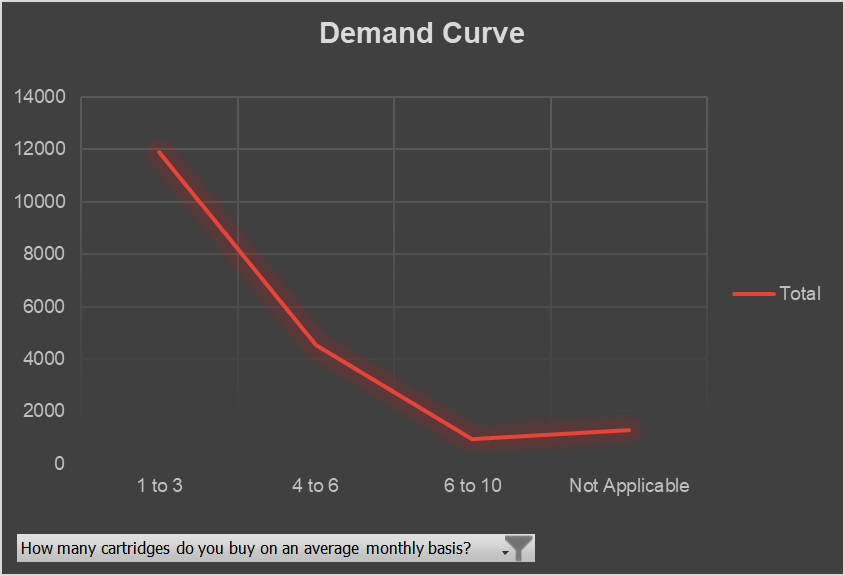 Demand Curve
14000
12000
10000
8000
6000
4000
2000
0
1 to 3 4 to 6 6 to 10 Not Applicable
Total
How many cartridges do you buy on an average monthly basis?